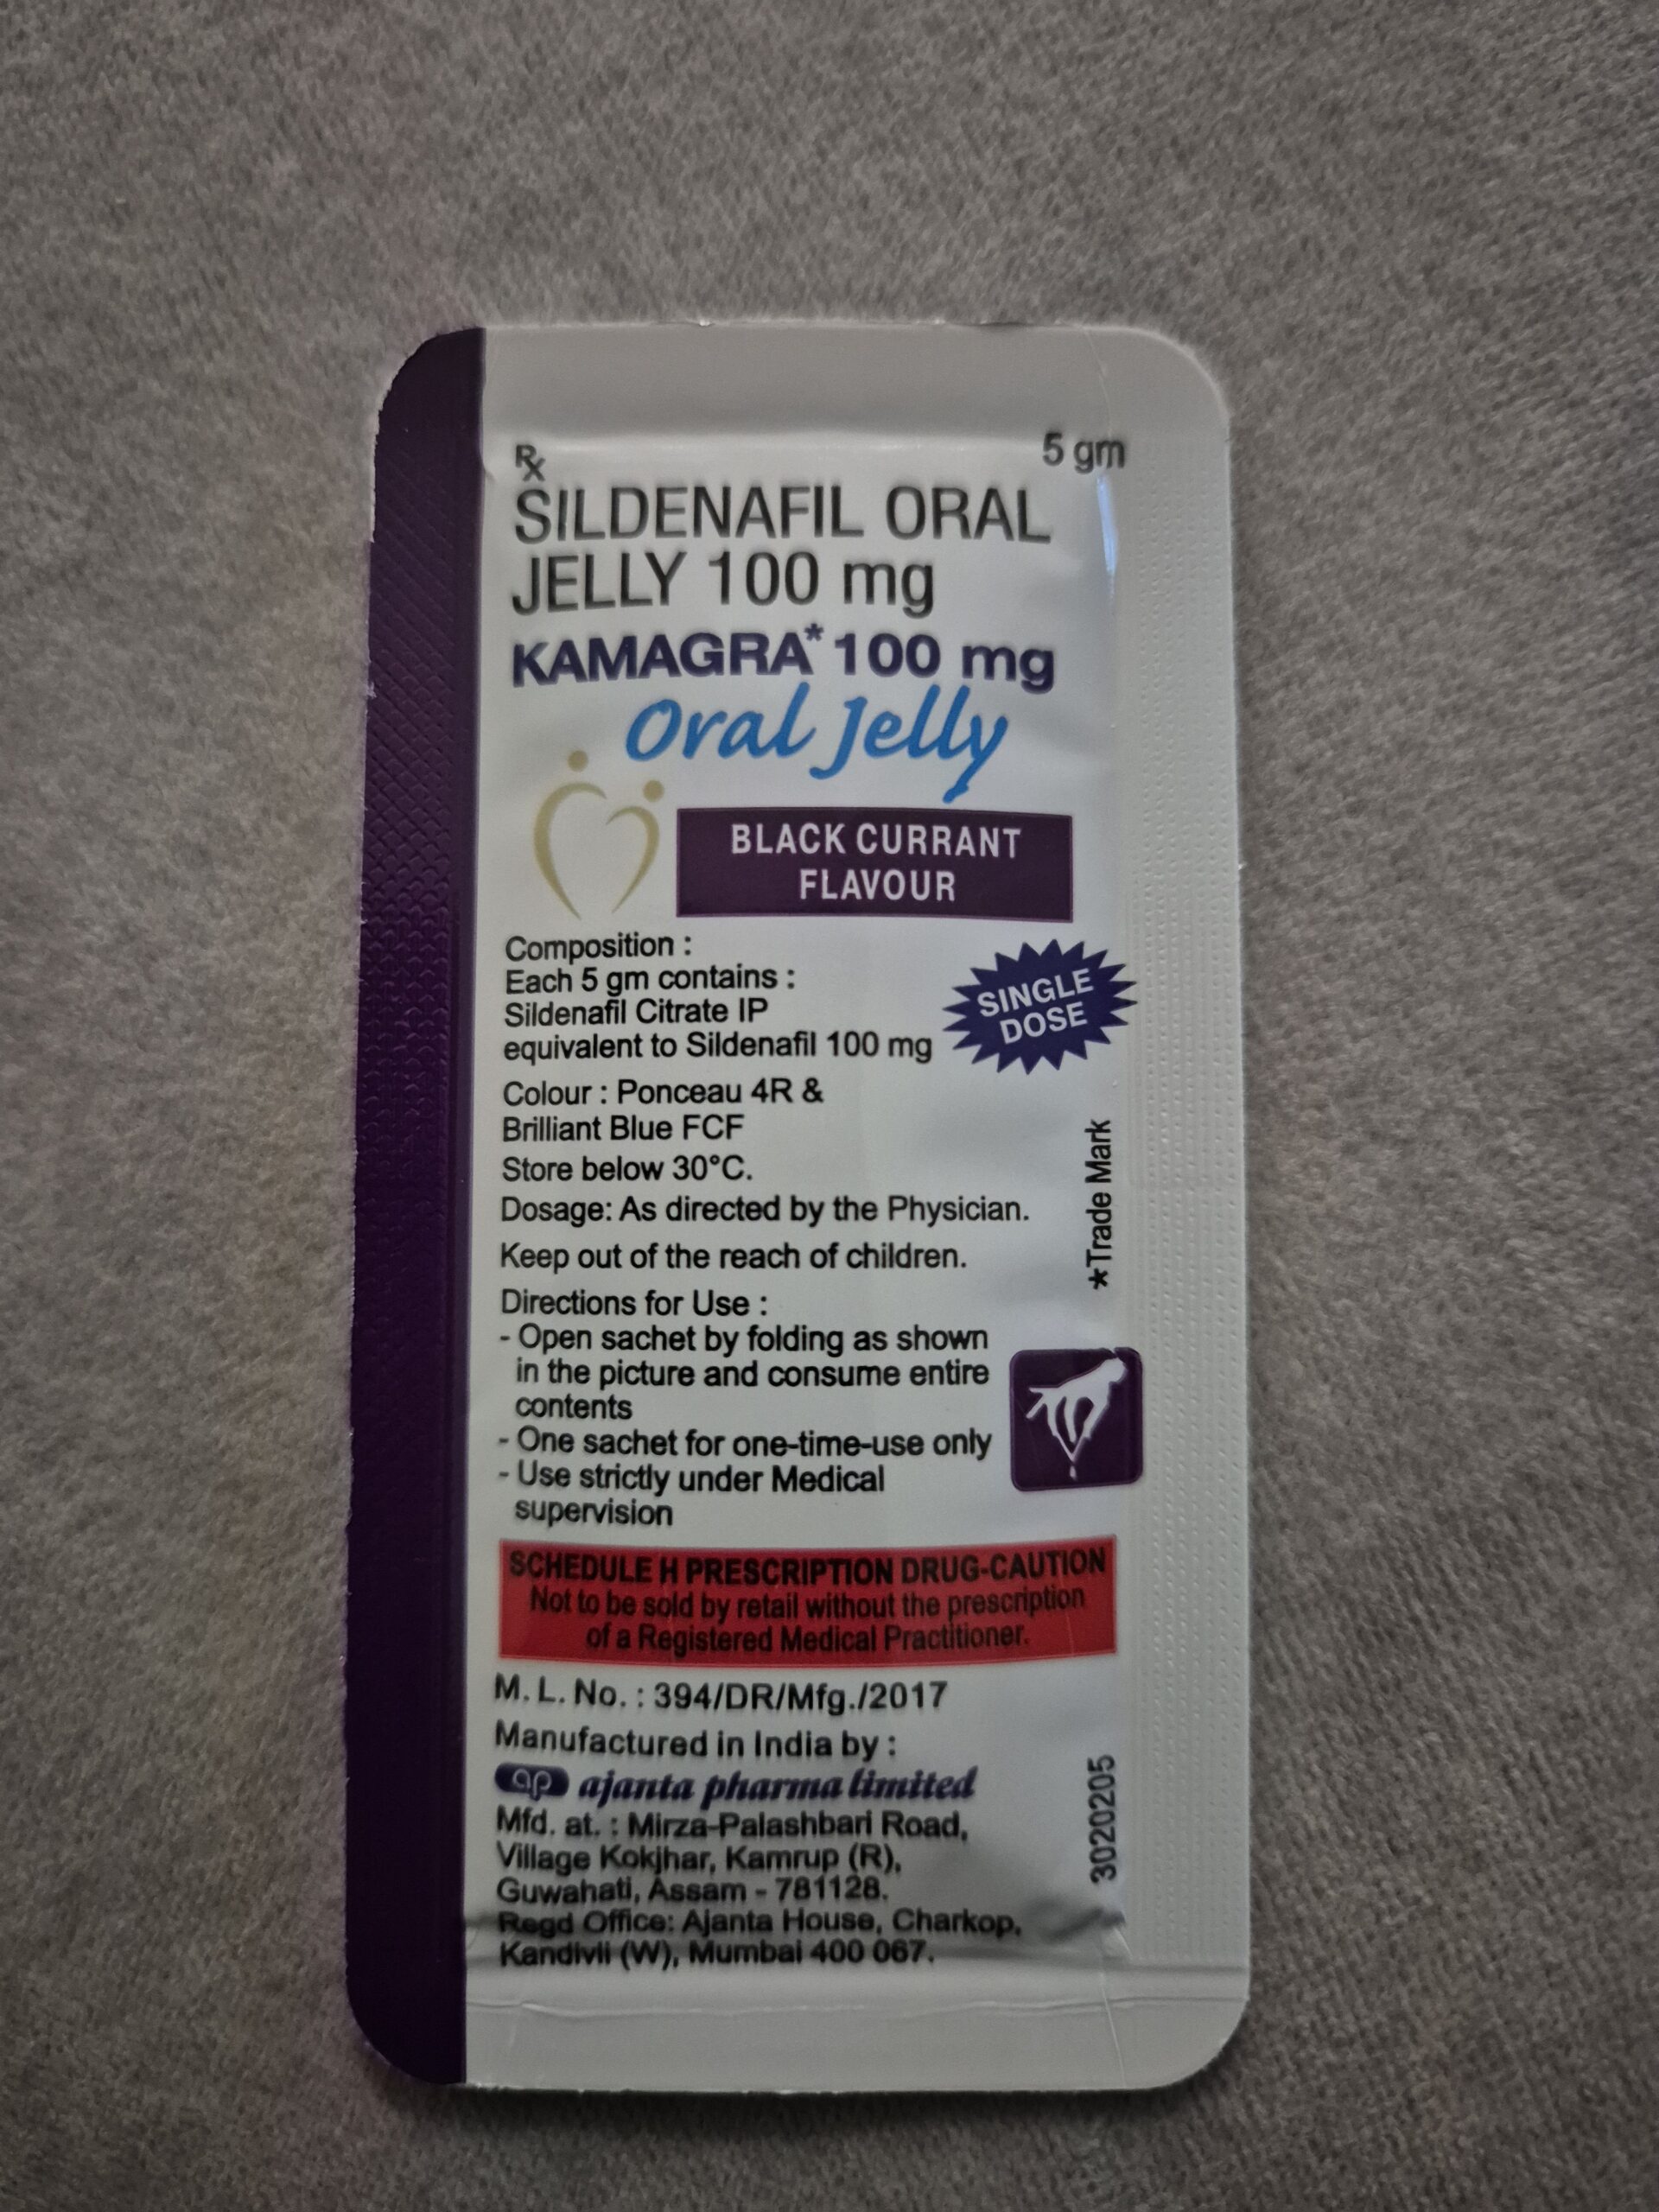 Rx
5 gm
SILDENAFIL ORAL
JELLY 100 mg
KAMAGRA* 100 mg
Oral Jelly
BLACK CURRANT
FLAVOUR
Composition :
Each 5 gm contains :
Sildenafil Citrate IP
equivalent to Sildenafil 100 mg
SINGLE
DOSE
Colour : Ponceau 4R &
Brilliant Blue FCF
Store below 30°C.
Dosage: As directed by the Physician.
Keep out of the reach of children.
*Trade Mark
Directions for Use :
- Open sachet by folding as shown
in the picture and consume entire
contents
- One sachet for one-time-use only
- Use strictly under Medical
supervision
SCHEDULE H PRESCRIPTION DRUG-CAUTION
Not to be sold by retail without the prescription
of a Registered Medical Practitioner.
M. L. No. : 394/DR/Mfg./2017
Manufactured in India by :
ap ajanta pharma limited
Mfd. at. : Mirza-Palashbari Road,
Village Kokjhar, Kamrup (R),
Guwahati, Assam - 781128.
Regd Office: Ajanta House, Charkop,
Kandivli (W), Mumbai 400 067.
3020205